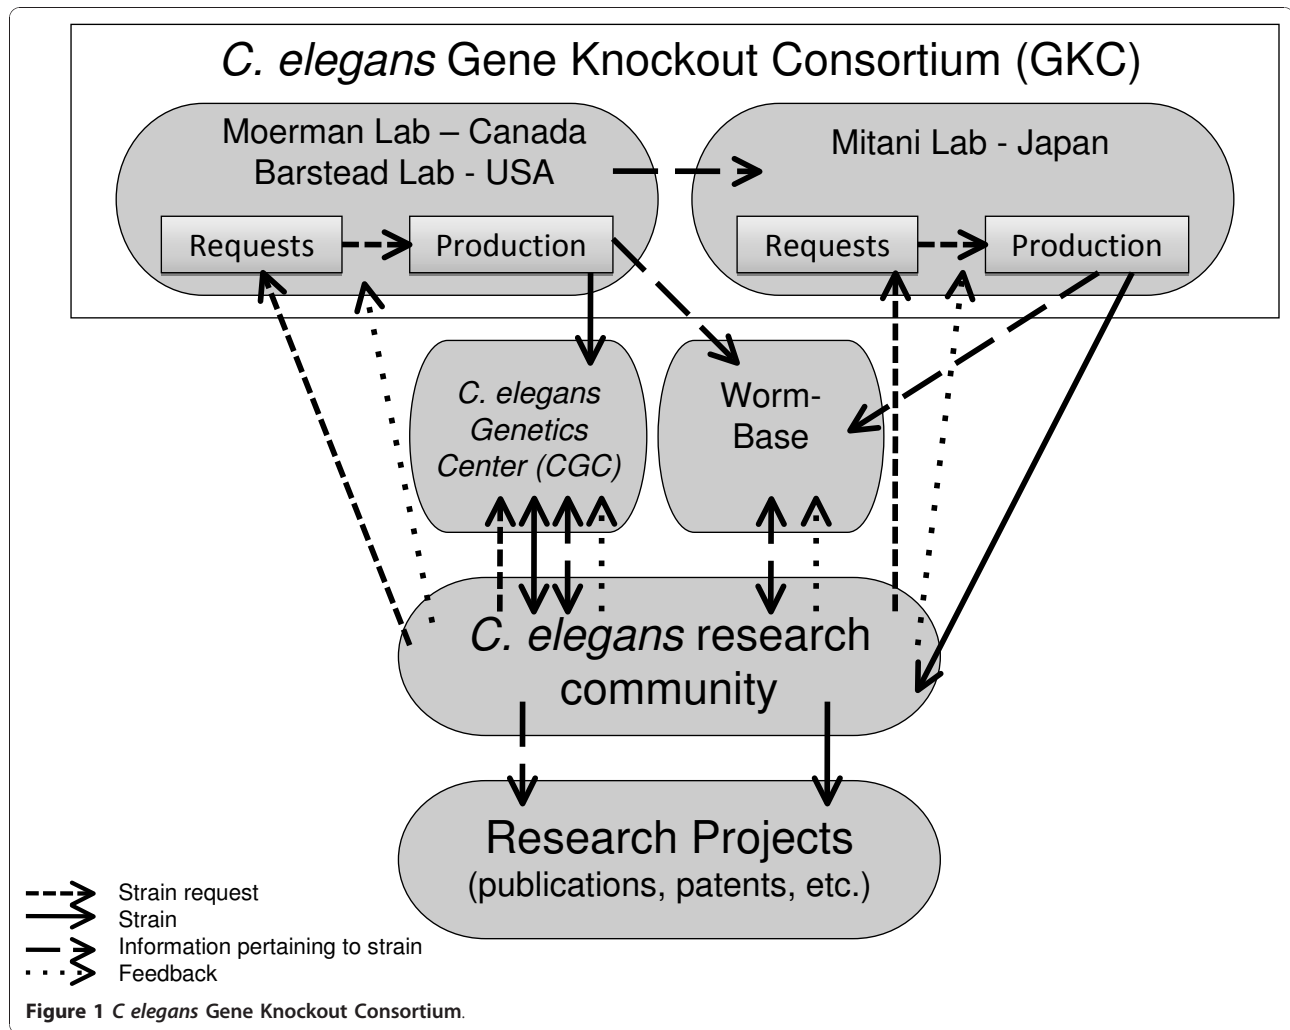 C. elegans Gene Knockout Consortium (GKC)
Moerman Lab – Canada
Barstead Lab - USA
Requests
Production
Mitani Lab - Japan
Requests
Production
C. elegans
Genetics
Center (CGC)
Worm-
Base
C. elegans research
community
Research Projects
(publications, patents, etc.)
Strain request
Strain
Information pertaining to strain
Feedback
Figure 1 C elegans Gene Knockout Consortium.